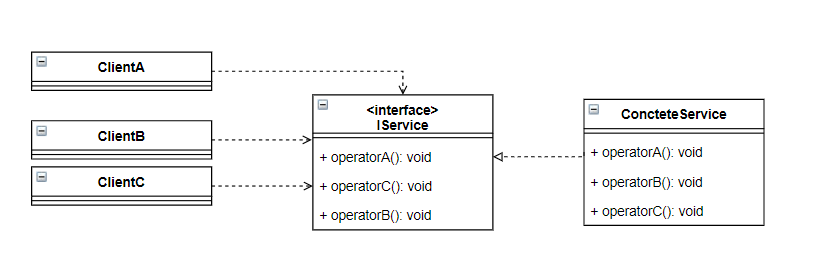 ClientA
ClientB
ClientC
<interface>
IService
+ operatorA(): void
+ operatorC(): void
+ operatorB(): void
ConcteteService
+ operatorA(): void
+ operatorB(): void
+ operatorC(): void